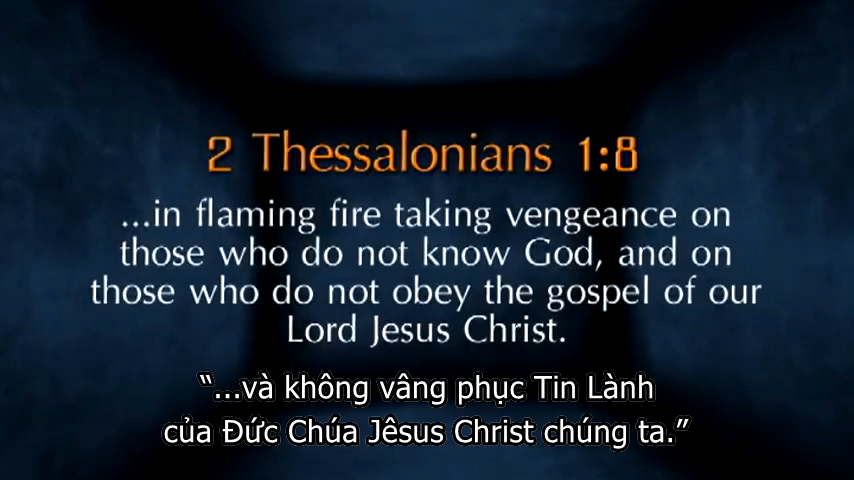 2 Thessalonians 1:8
...in flaming fire taking vengeance on
those who do not know God, and on
those who do not obey the gospel of our
Lord Jesus Christ.
“...và không vâng phục Tin Lành
của Đức Chúa Jêsus Christ chúng ta.”